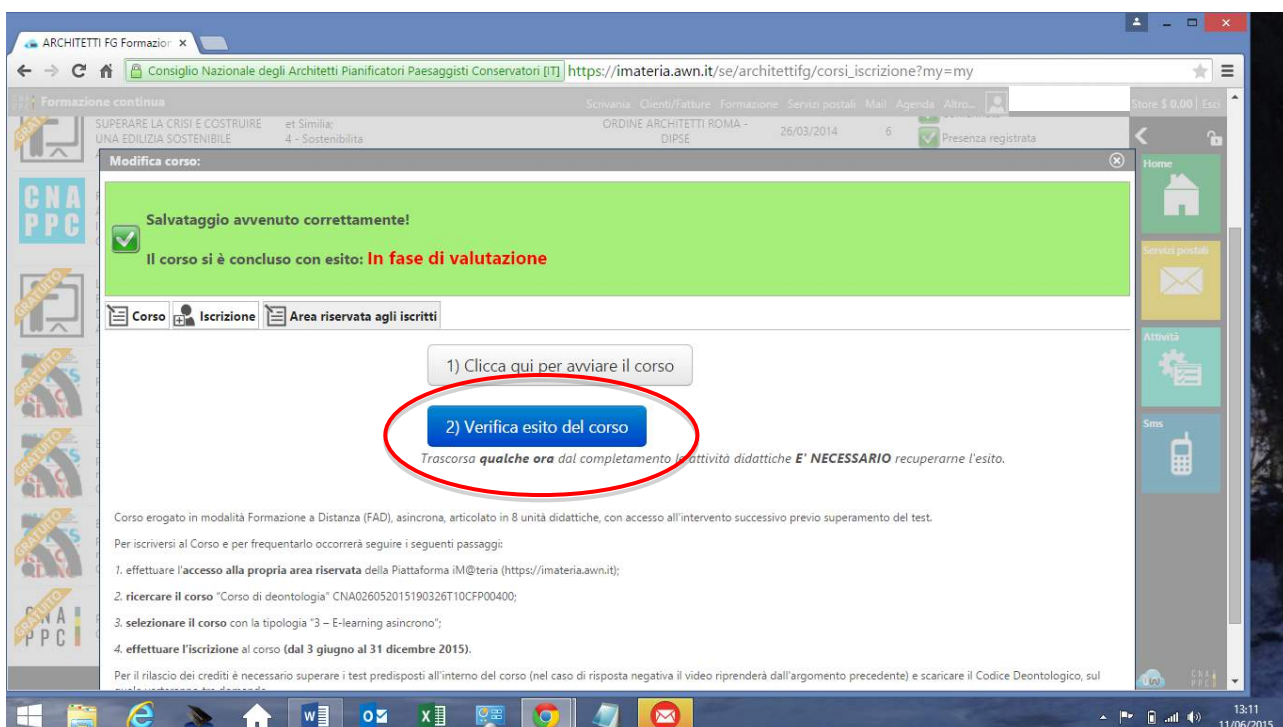 ARCHITETTI FG Formazion
Consiglio Nazionale degli Architetti Pianificatori Paesaggisti Conservatori [IT] https://imateria.awn.it/se/architettifg/corsi_iscrizione?my=my
Formazione continua
Scrivania Clienti/Fatture Formazione Servizi postali Mail Agenda Altro...
Store $ 0,00 | Esci
SUPERARE LA CRISI E COSTRUIRE et Similia; ORDINE ARCHITETTI ROMA -
UNA EDILIZIA SOSTENIBILE 4 - Sostenibilita DIPSE 26/03/2014 6 Presenza registrata
Modifica corso:
Home
GRATUITO
CNA
PPC
Salvataggio avvenuto correttamente!
Il corso si è concluso con esito: In fase di valutazione
Servizi postali
GRATUITO
Corso Iscrizione Area riservata agli iscritti
Attività
1) Clicca qui per avviare il corso
GRATUITO
2) Verifica esito del corso
Sms
Trascorsa qualche ora dal completamento le attività didattiche E' NECESSARIO recuperarne l'esito.
GRATUITO
Corso erogato in modalità Formazione a Distanza (FAD), asincrona, articolato in 8 unità didattiche, con accesso all'intervento successivo previo superamento del test.
GRATUITO
Per iscriversi al Corso e per frequentarlo occorrerà seguire i seguenti passaggi:
1. effettuare l'accesso alla propria area riservata della Piattaforma iM@teria (https://imateria.awn.it);
2. ricercare il corso "Corso di deontologia" CNA026052015190326T10CFP00400;
GRATUITO
3. selezionare il corso con la tipologia "3 – E-learning asincrono";
4. effettuare l'iscrizione al corso (dal 3 giugno al 31 dicembre 2015).
PPC
Per il rilascio dei crediti è necessario superare i test predisposti all'interno del corso (nel caso di risposta negativa il video riprenderà dall'argomento precedente) e scaricare il Codice Deontologico, sul
CNA
PPC
13:11
11/06/2015